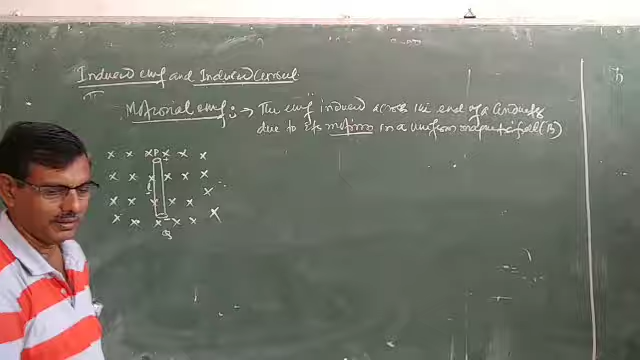 Induced emf and Induced Current
Motional emf :→ The emf induced across the end of a Conductor
due to its motion in a uniform magnetic field (B)
x x x P x x x
x x x x x x
x x x l x x x
x x x x x x
Q